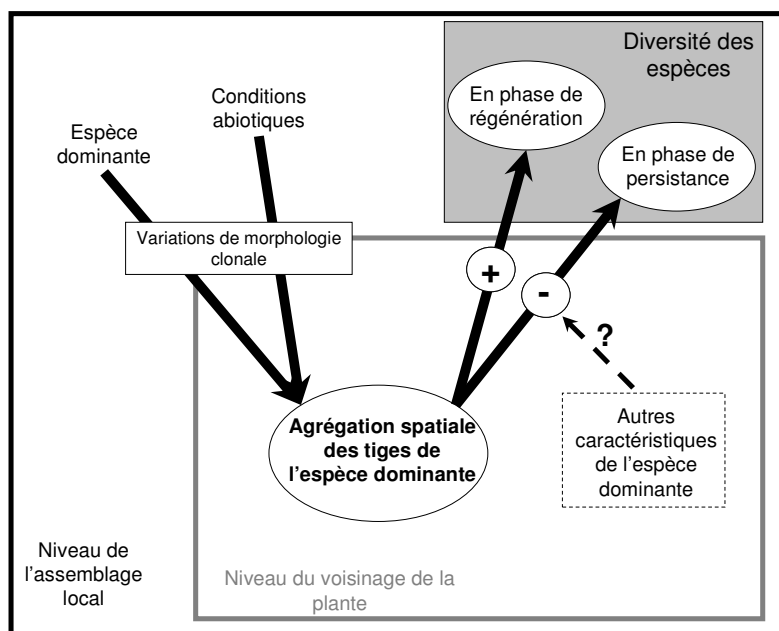 Diversité des
espèces
En phase de
régénération
En phase de
persistance
Conditions
abiotiques
Espèce
dominante
Variations de morphologie
clonale
+
-
?
Agrégation spatiale
des tiges de
l'espèce dominante
Autres
caractéristiques
de l'espèce
dominante
Niveau de
l'assemblage
local
Niveau du voisinage de la
plante